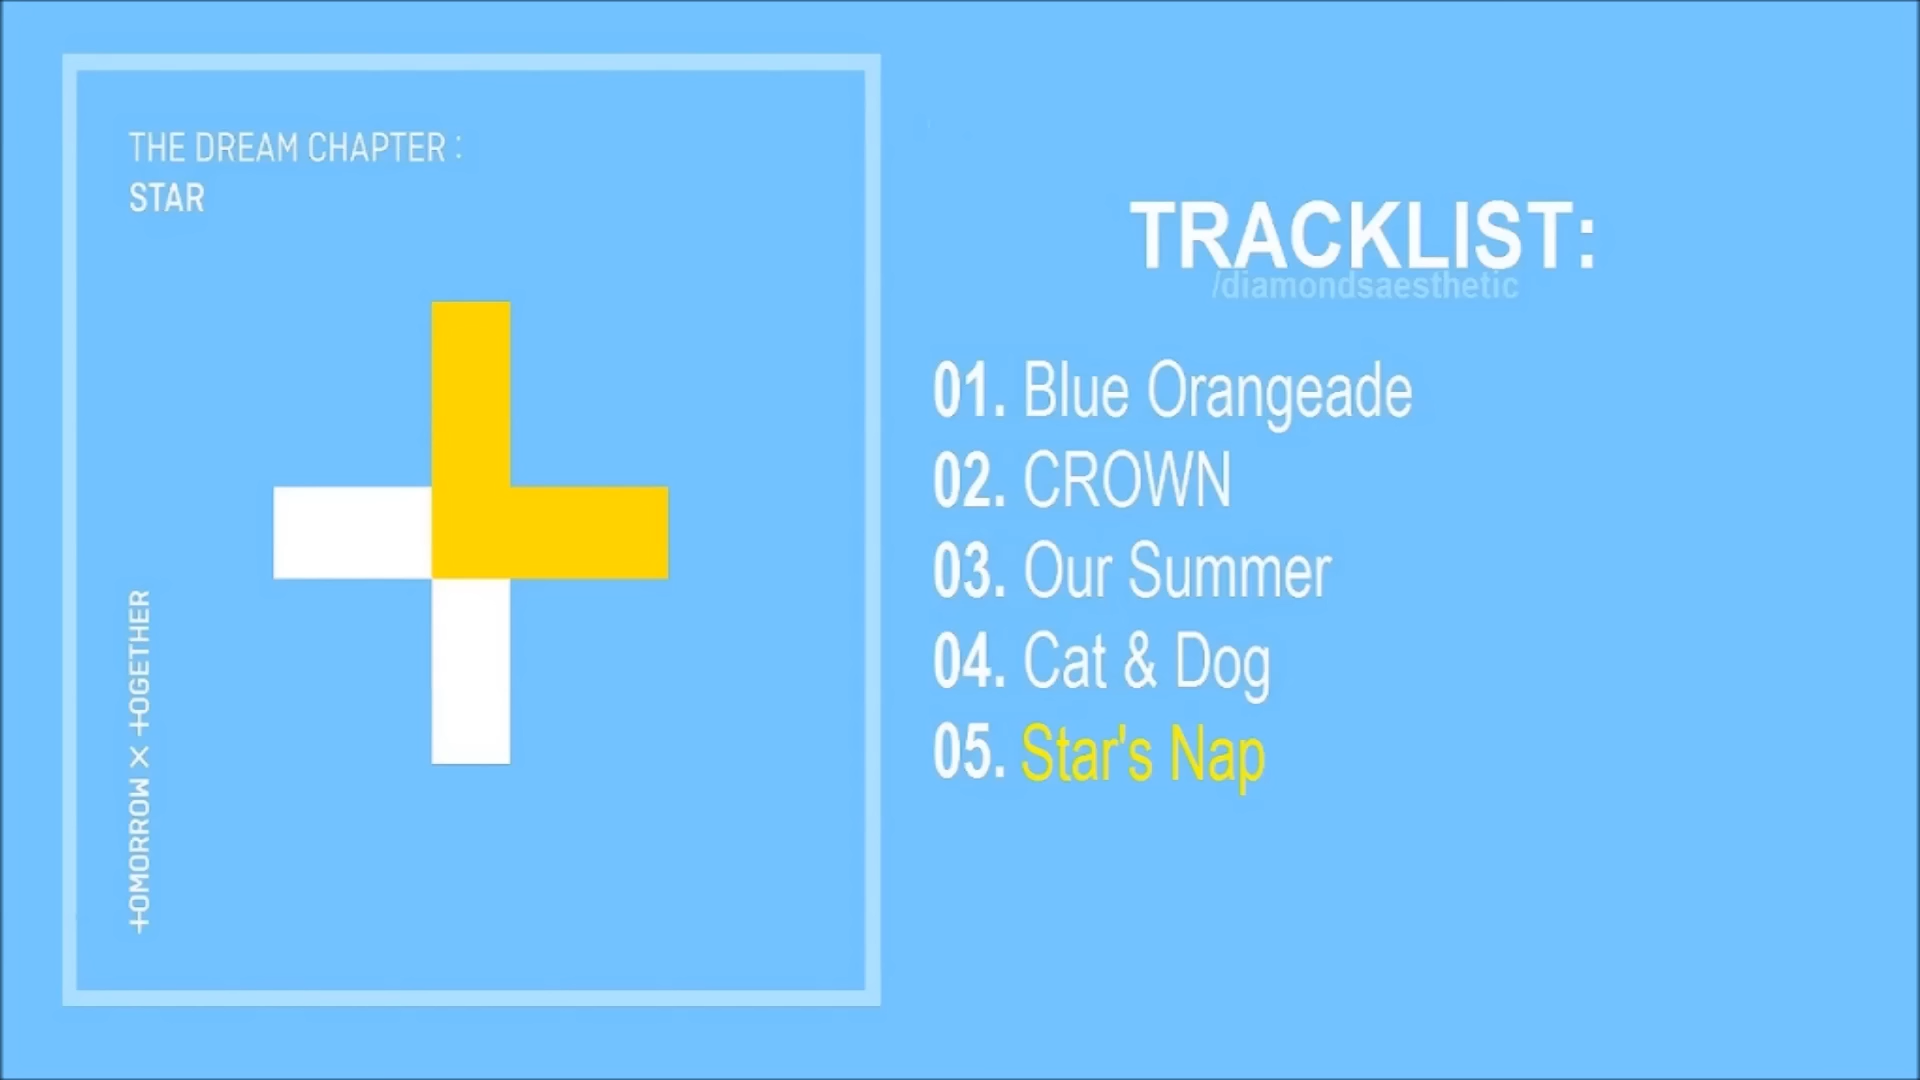 THE DREAM CHAPTER :
STAR
TOMORROW X TOGETHER
TRACKLIST:
/diamondsaesthetic
01. Blue Orangeade
02. CROWN
03. Our Summer
04. Cat & Dog
05. Star's Nap